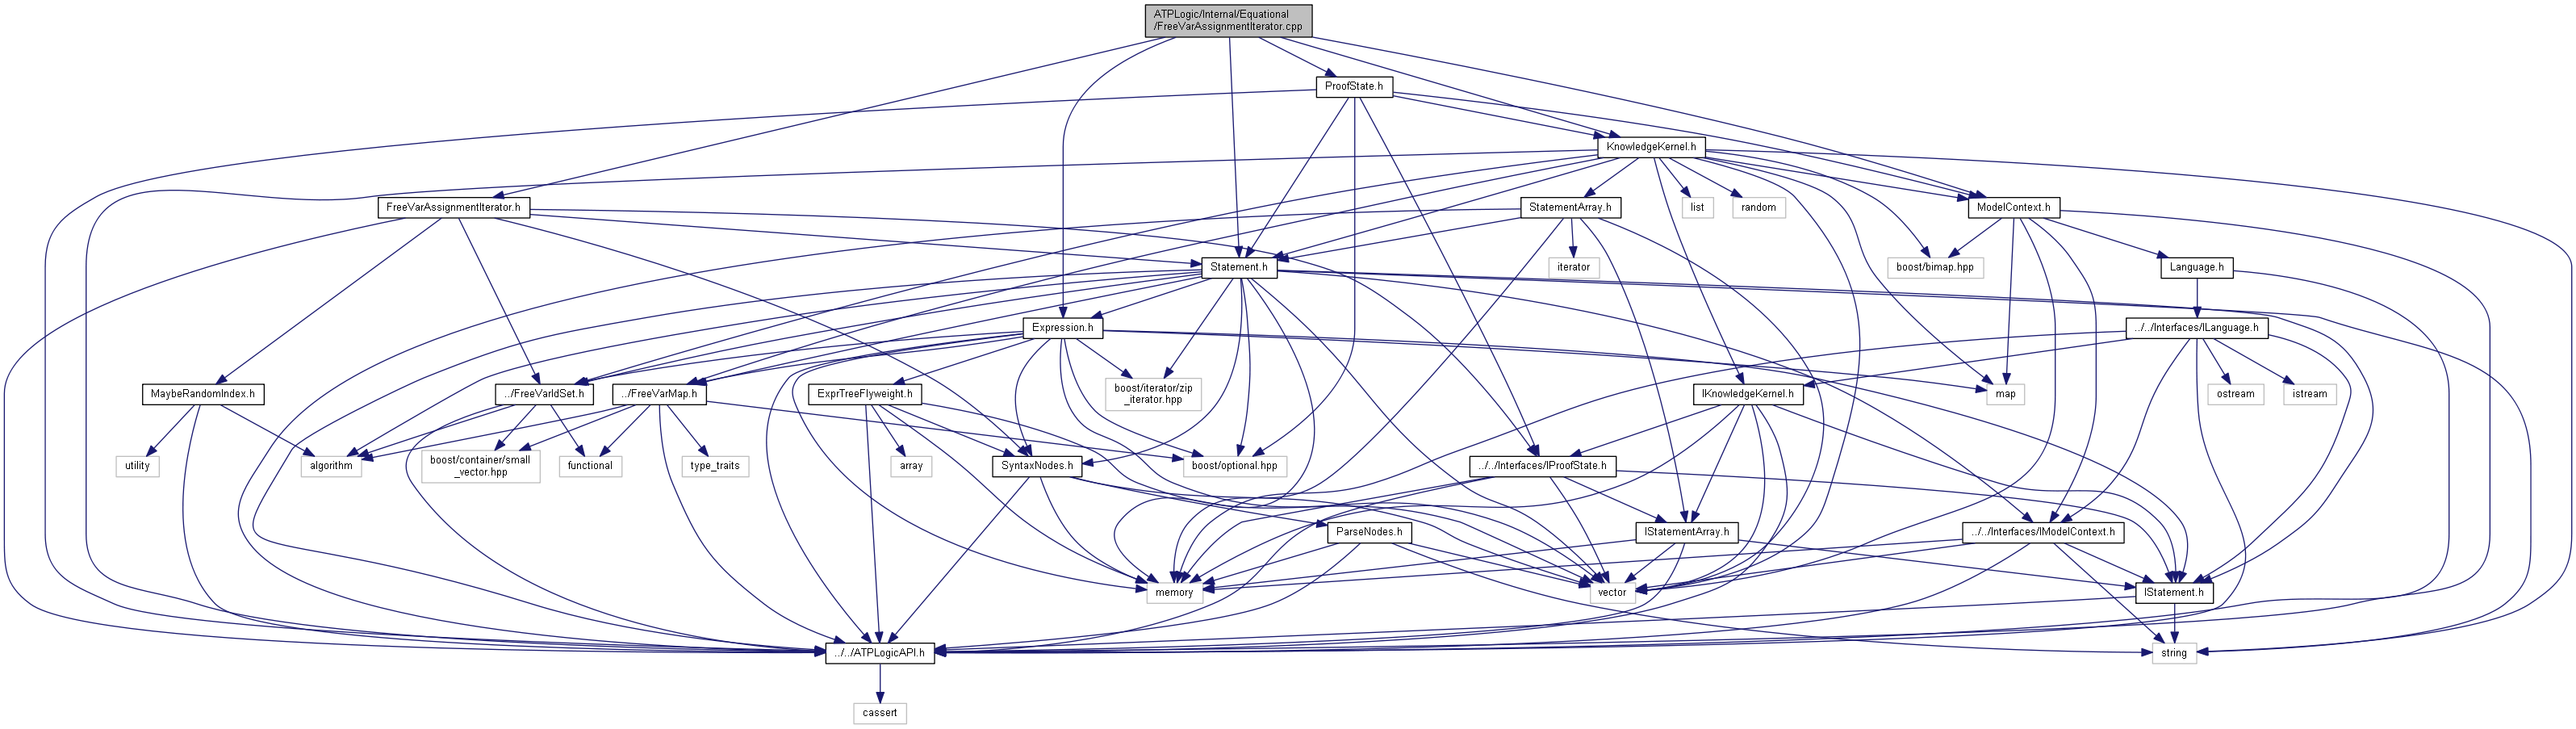 ATPLogic/Internal/Equational
/FreeVarAssignmentIterator.cpp
ProofState.h
KnowledgeKernel.h
FreeVarAssignmentIterator.h
StatementArray.h
list
random
ModelContext.h
Statement.h
iterator
boost/bimap.hpp
Language.h
Expression.h
../../Interfaces/ILanguage.h
MaybeRandomIndex.h
../FreeVarIdSet.h
../FreeVarMap.h
ExprTreeFlyweight.h
boost/iterator/zip
_iterator.hpp
IKnowledgeKernel.h
map
ostream
istream
utility
algorithm
boost/container/small
_vector.hpp
functional
type_traits
array
SyntaxNodes.h
boost/optional.hpp
../../Interfaces/IProofState.h
ParseNodes.h
IStatementArray.h
../../Interfaces/IModelContext.h
memory
vector
IStatement.h
../../ATPLogicAPI.h
string
cassert